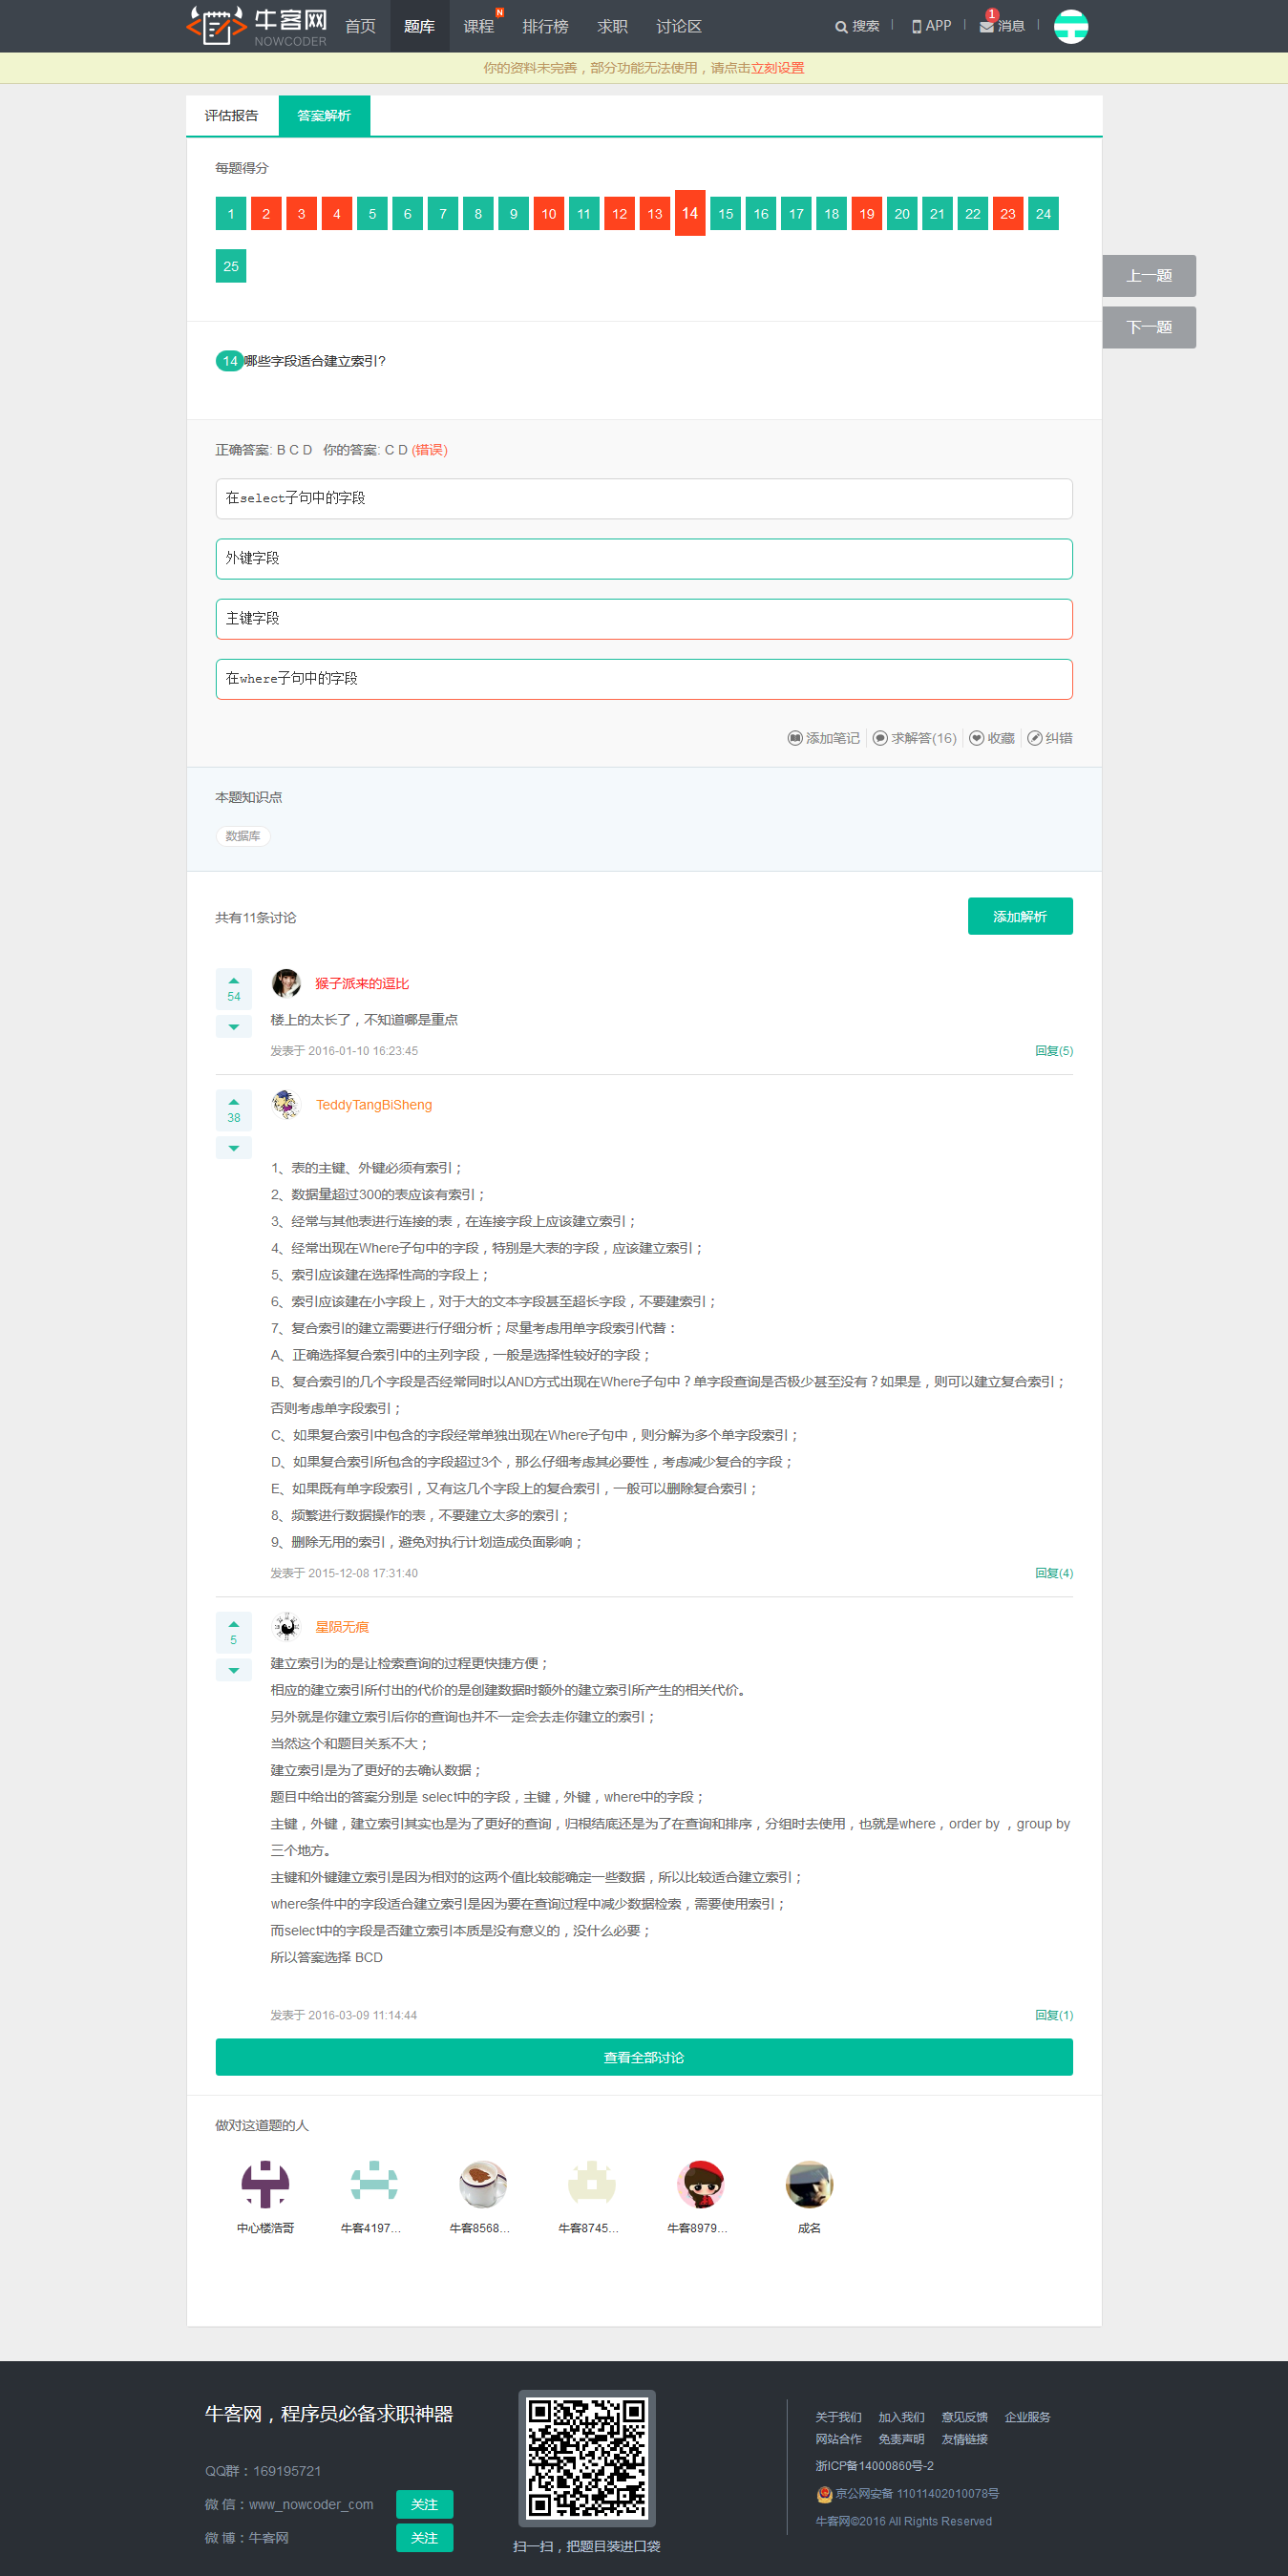 牛客网
NOWCODER
首页 题库 课程 N 排行榜 求职 讨论区 搜索 APP 1 消息
你的资料未完善，部分功能无法使用，请点击立刻设置
评估报告 答案解析
每题得分
1 2 3 4 5 6 7 8 9 10 11 12 13 14 15 16 17 18 19 20 21 22 23 24
25
上一题
下一题
14 哪些字段适合建立索引?
正确答案: B C D 你的答案: C D (错误)
在select子句中的字段
外键字段
主键字段
在where子句中的字段
添加笔记 求解答(16) 收藏 纠错
本题知识点
数据库
共有11条讨论 添加解析
54
猴子派来的逗比
楼上的太长了，不知道哪是重点
发表于 2016-01-10 16:23:45 回复(5)
38
TeddyTangBiSheng
1、表的主键、外键必须有索引；
2、数据量超过300的表应该有索引；
3、经常与其他表进行连接的表，在连接字段上应该建立索引；
4、经常出现在Where子句中的字段，特别是大表的字段，应该建立索引；
5、索引应该建在选择性高的字段上；
6、索引应该建在小字段上，对于大的文本字段甚至超长字段，不要建索引；
7、复合索引的建立需要进行仔细分析；尽量考虑用单字段索引代替：
A、正确选择复合索引中的主列字段，一般是选择性较好的字段；
B、复合索引的几个字段是否经常同时以AND方式出现在Where子句中？单字段查询是否极少甚至没有？如果是，则可以建立复合索引；
否则考虑单字段索引；
C、如果复合索引中包含的字段经常单独出现在Where子句中，则分解为多个单字段索引；
D、如果复合索引所包含的字段超过3个，那么仔细考虑其必要性，考虑减少复合的字段；
E、如果既有单字段索引，又有这几个字段上的复合索引，一般可以删除复合索引；
8、频繁进行数据操作的表，不要建立太多的索引；
9、删除无用的索引，避免对执行计划造成负面影响；
发表于 2015-12-08 17:31:40 回复(4)
5
星陨无痕
建立索引为的是让检索查询的过程更快捷方便；
相应的建立索引所付出的代价的是创建数据时额外的建立索引所产生的相关代价。
另外就是你建立索引后你的查询也并不一定会去走你建立的索引；
当然这个和题目关系不大；
建立索引是为了更好的去确认数据；
题目中给出的答案分别是 select中的字段，主键，外键，where中的字段；
主键，外键，建立索引其实也是为了更好的查询，归根结底还是为了在查询和排序，分组时去使用，也就是where，order by ，group by
三个地方。
主键和外键建立索引是因为相对的这两个值比较能确定一些数据，所以比较适合建立索引；
where条件中的字段适合建立索引是因为要在查询过程中减少数据检索，需要使用索引；
而select中的字段是否建立索引本质是没有意义的，没什么必要；
所以答案选择 BCD
发表于 2016-03-09 11:14:44 回复(1)
查看全部讨论
做对这道题的人
中心楼浩哥 牛客4197... 牛客8568... 牛客8745... 牛客8979... 成名
牛客网，程序员必备求职神器
QQ群：169195721
微 信：www_nowcoder_com 关注
微 博：牛客网 关注
扫一扫，把题目装进口袋
关于我们 加入我们 意见反馈 企业服务
网站合作 免责声明 友情链接
浙ICP备14000860号-2
京公网安备 11011402010078号
牛客网©2016 All Rights Reserved